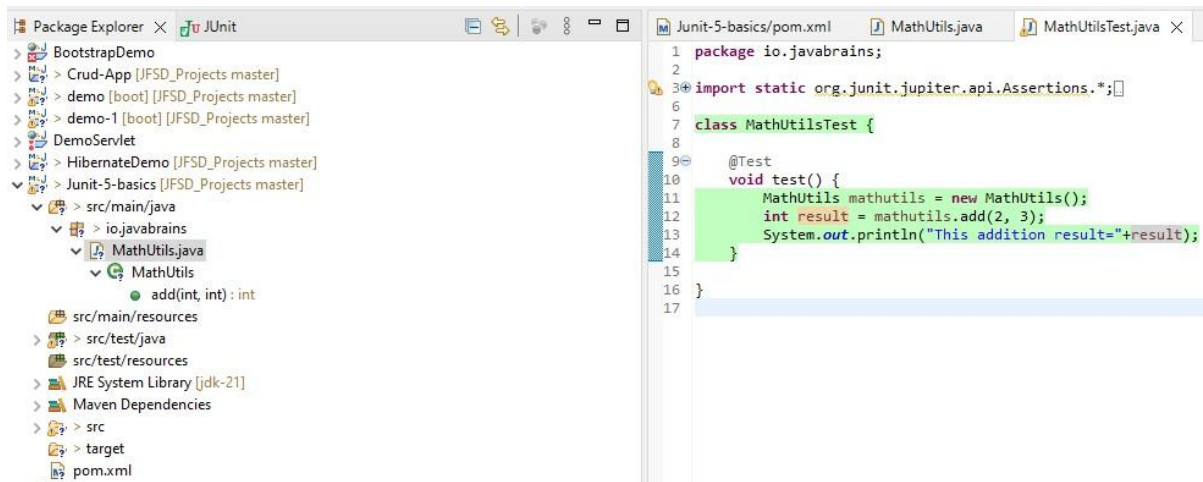 Package Explorer
JUnit
BootstrapDemo
> Crud-App [JFSD_Projects master]
> demo [boot] [JFSD_Projects master]
> demo-1 [boot] [JFSD_Projects master]
DemoServlet
> HibernateDemo [JFSD_Projects master]
> Junit-5-basics [JFSD_Projects master]
> src/main/java
> io.javabrains
MathUtils.java
MathUtils
add(int, int) : int
src/main/resources
> src/test/java
src/test/resources
JRE System Library [jdk-21]
Maven Dependencies
> src
> target
pom.xml
Junit-5-basics/pom.xml
MathUtils.java
MathUtilsTest.java
1 package io.javabrains;
2
3 import static org.junit.jupiter.api.Assertions.*;
6
7 class MathUtilsTest {
8
9 @Test
10 void test() {
11 MathUtils mathutils = new MathUtils();
12 int result = mathutils.add(2, 3);
13 System.out.println("This addition result="+result);
14 }
15
16 }
17